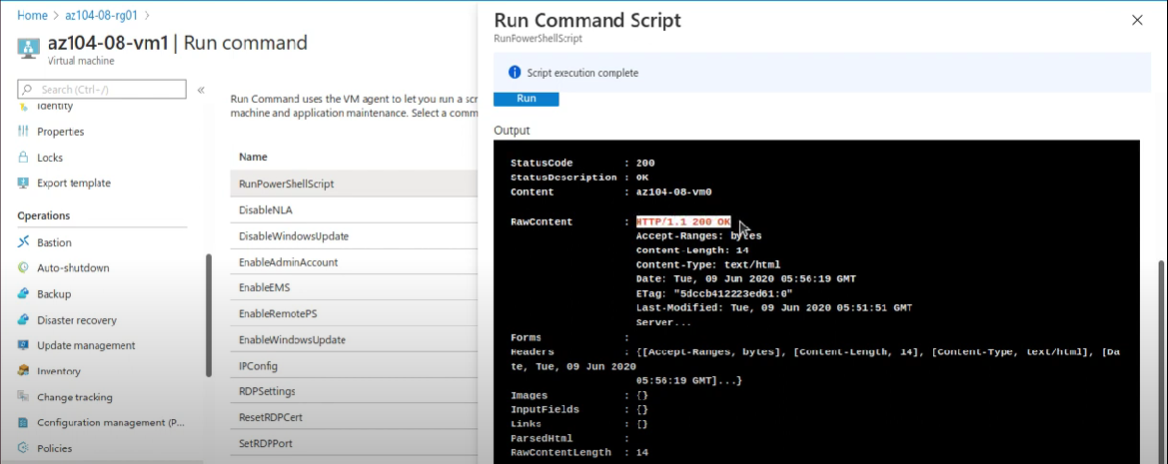 Home > az104-08-rg01 >
az104-08-vm1 | Run command
Virtual machine
Search (Ctrl+/)
«
Identity
Properties
Locks
Export template
Operations
Bastion
Auto-shutdown
Backup
Disaster recovery
Update management
Inventory
Change tracking
Configuration management (P...
Policies
Run Command uses the VM agent to let you run a scr
machine and application maintenance. Select a comm
Name
RunPowerShellScript
DisableNLA
DisableWindowsUpdate
EnableAdminAccount
EnableEMS
EnableRemotePS
EnableWindowsUpdate
IPConfig
RDPSettings
ResetRDPCert
SetRDPPort
Run Command Script
RunPowerShellScript
Script execution complete
Run
Output
StatusCode : 200
StatusDescription : OK
Content : az104-08-vm0
RawContent : HTTP/1.1 200 OK
Accept-Ranges: bytes
Content-Length: 14
Content-Type: text/html
Date: Tue, 09 Jun 2020 05:56:19 GMT
ETag: "5dccb412223ed61:0"
Last-Modified: Tue, 09 Jun 2020 05:51:51 GMT
Server...
Forms :
Headers : {[Accept-Ranges, bytes], [Content-Length, 14], [Content-Type, text/html], [Da
te, Tue, 09 Jun 2020
05:56:19 GMT]...}
Images : {}
InputFields : {}
Links : {}
ParsedHtml :
RawContentLength : 14